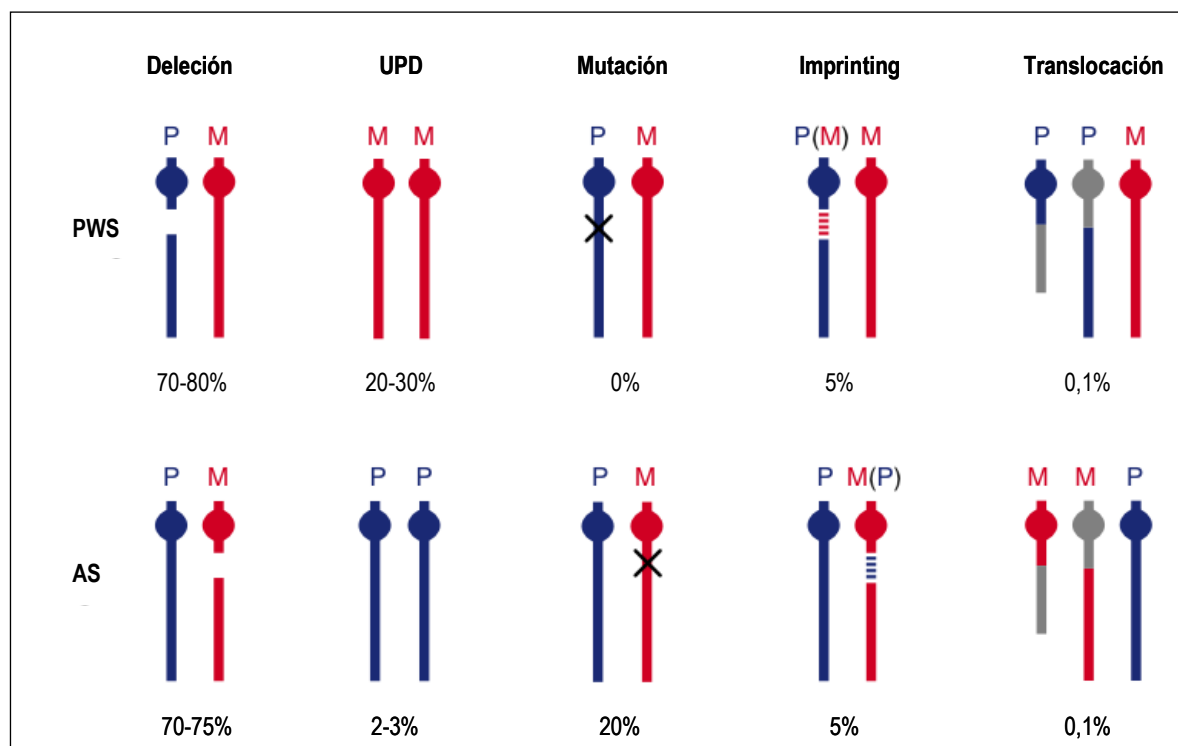 Deleción UPD Mutación Imprinting Translocación
P M M M P M P(M) M P P M
PWS
70-80% 20-30% 0% 5% 0,1%
P M P P P M P M(P) M M P
AS
70-75% 2-3% 20% 5% 0,1%